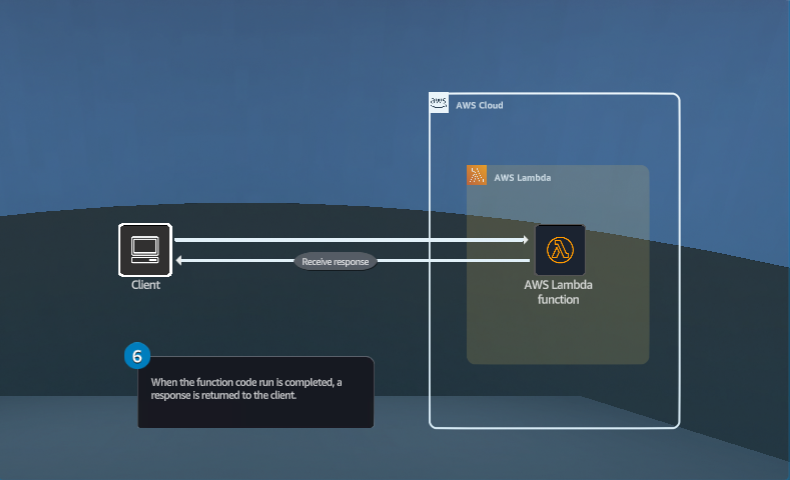 aws
AWS Cloud
AWS Lambda
Receive response
Client
AWS Lambda
function
6
When the function code run is completed, a
response is returned to the client.